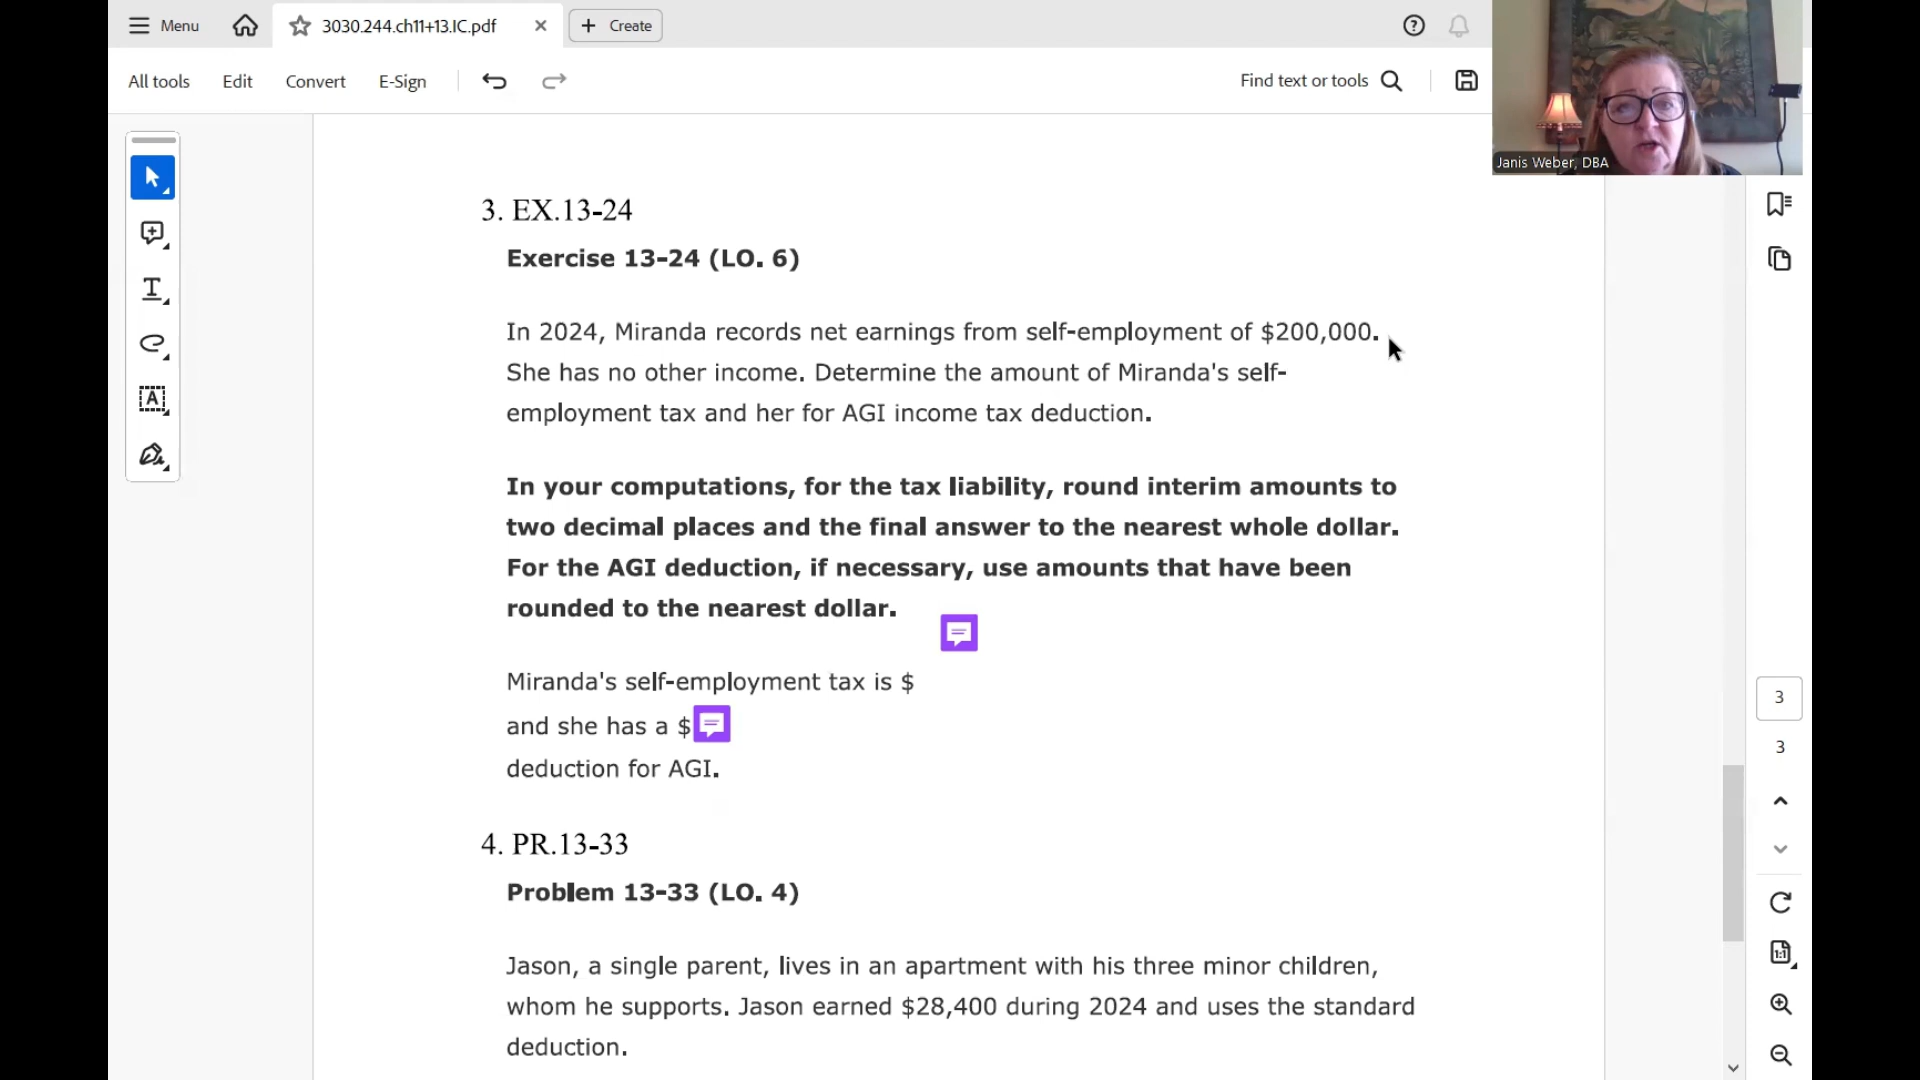 Menu
3030.244.ch11+13.IC.pdf
Create
All tools
Edit
Convert
E-Sign
Find text or tools
Janis Weber, DBA
3. EX.13-24
Exercise 13-24 (LO. 6)
In 2024, Miranda records net earnings from self-employment of $200,000.
She has no other income. Determine the amount of Miranda's self-
employment tax and her for AGI income tax deduction.
In your computations, for the tax liability, round interim amounts to
two decimal places and the final answer to the nearest whole dollar.
For the AGI deduction, if necessary, use amounts that have been
rounded to the nearest dollar.
Miranda's self-employment tax is $
and she has a $
deduction for AGI.
4. PR.13-33
Problem 13-33 (LO. 4)
Jason, a single parent, lives in an apartment with his three minor children,
whom he supports. Jason earned $28,400 during 2024 and uses the standard
deduction.
3
3